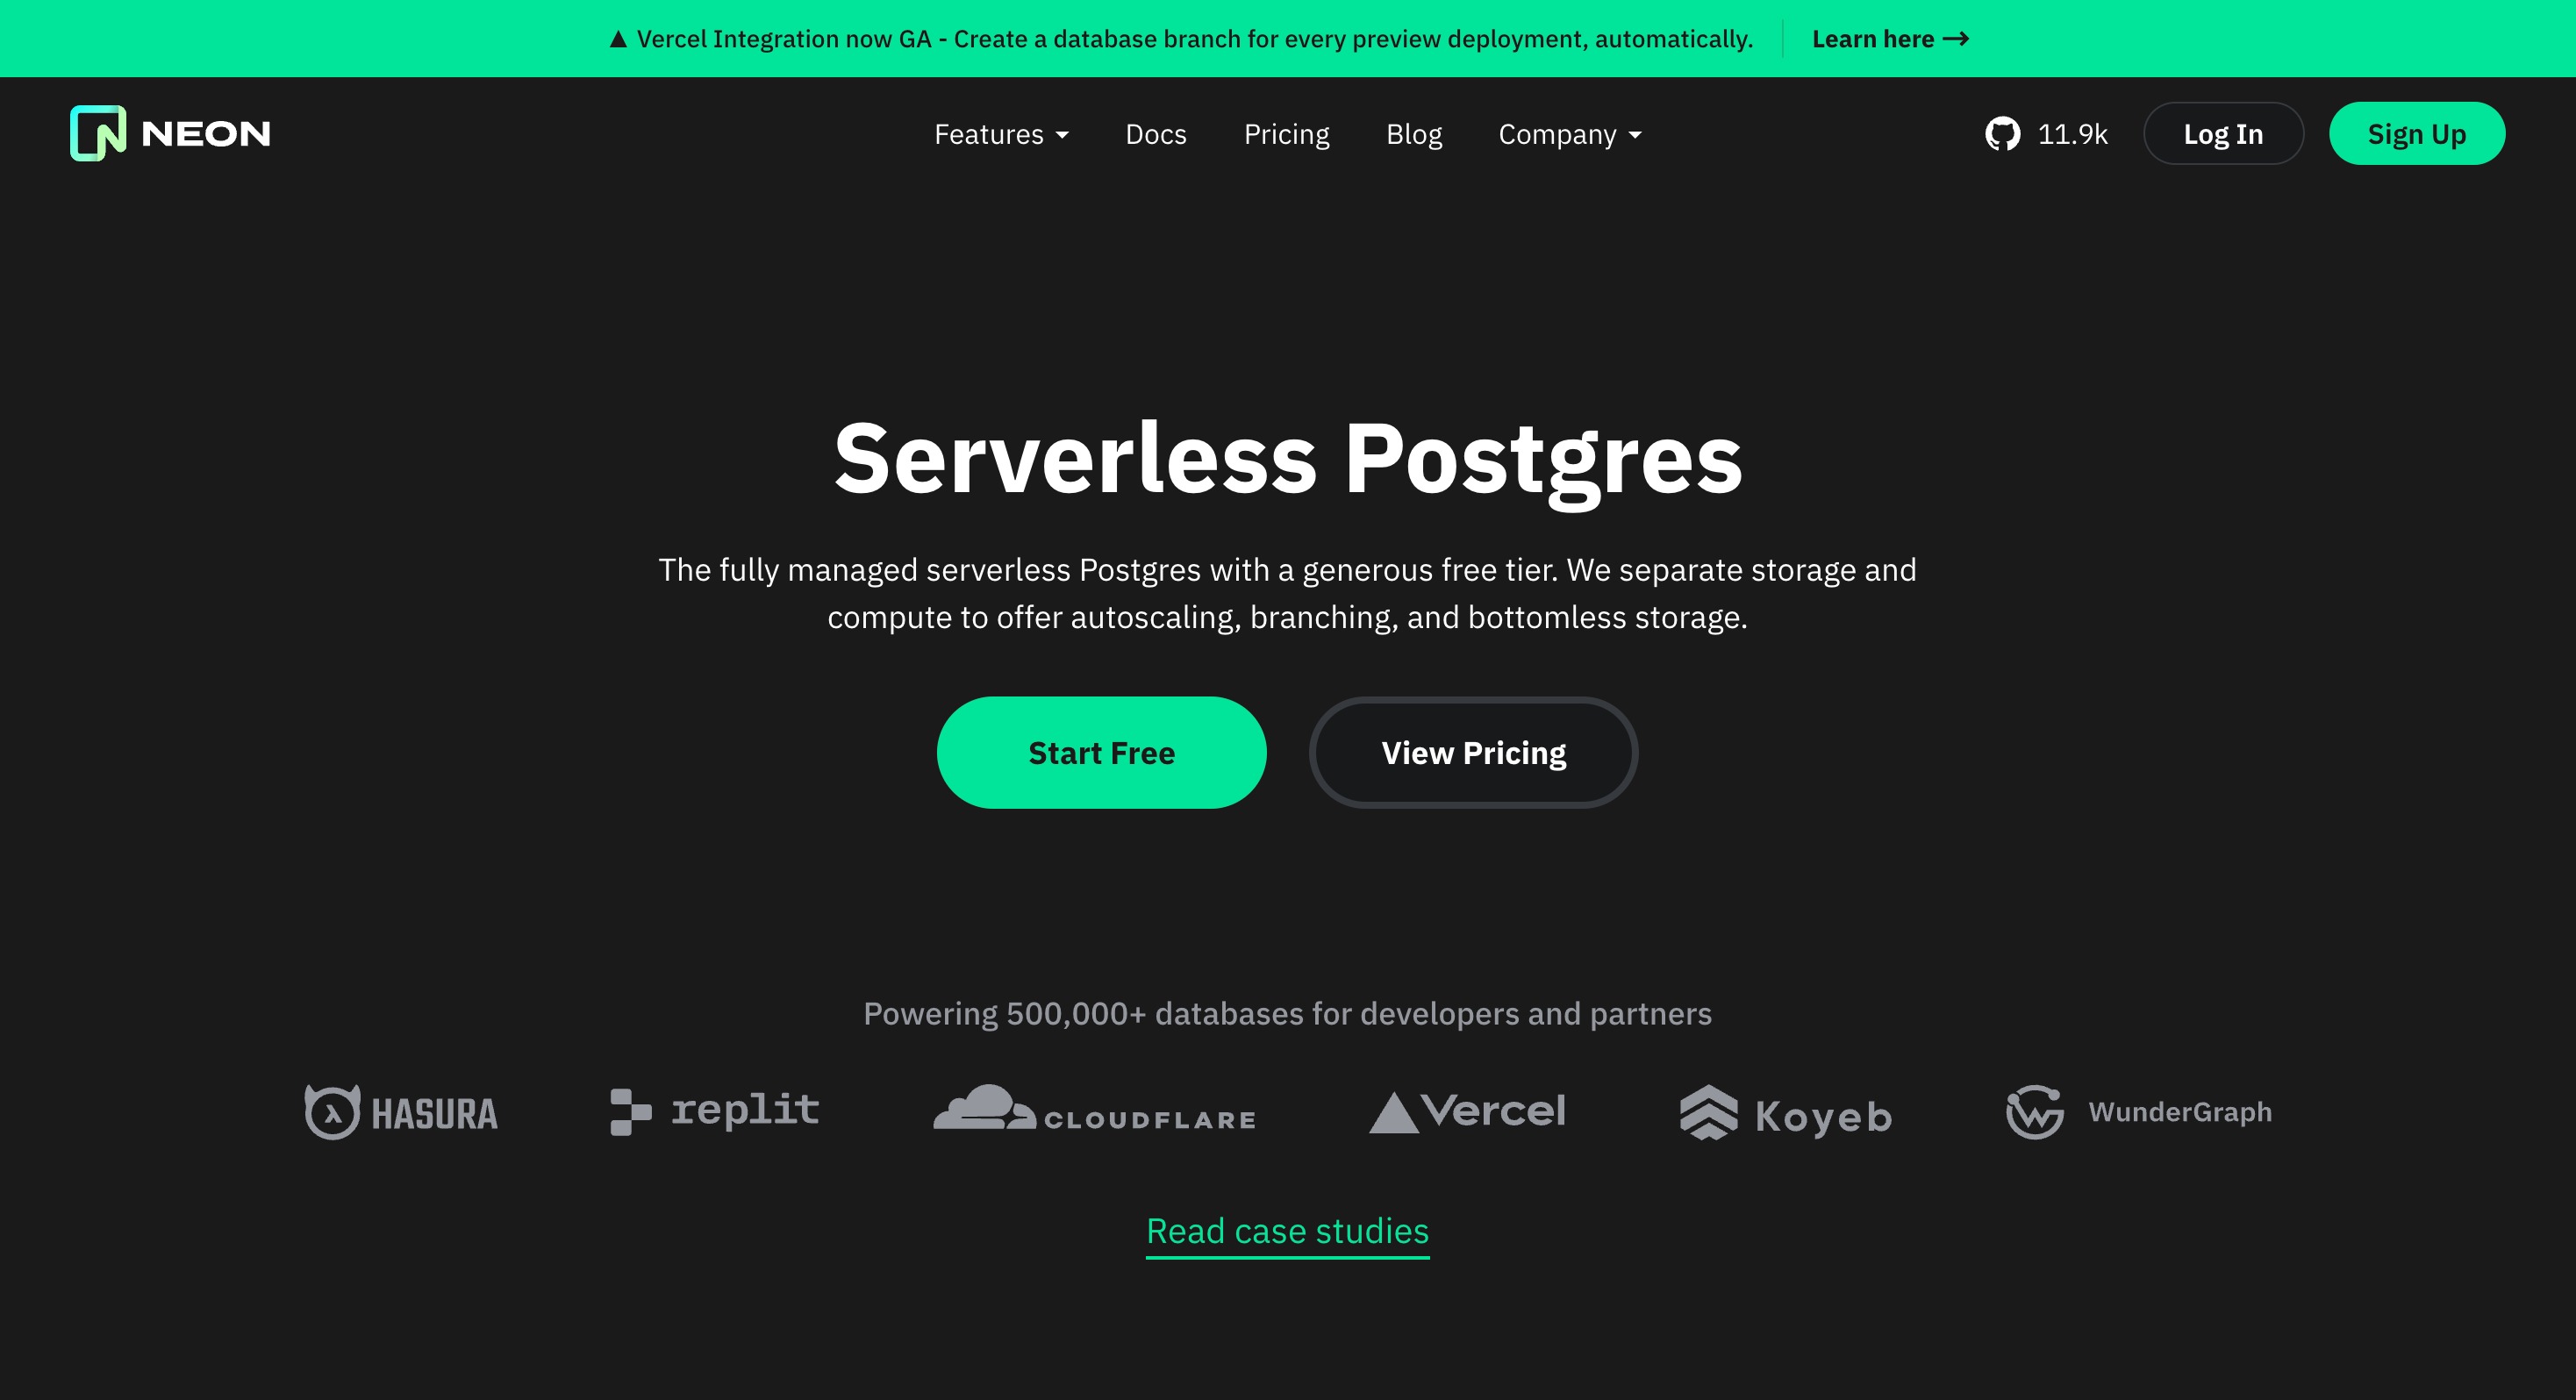 ▲ Vercel Integration now GA - Create a database branch for every preview deployment, automatically. Learn here →
NEON Features Docs Pricing Blog Company 11.9k Log In Sign Up
Serverless Postgres
The fully managed serverless Postgres with a generous free tier. We separate storage and
compute to offer autoscaling, branching, and bottomless storage.
Start Free View Pricing
Powering 500,000+ databases for developers and partners
HASURA replit CLOUDFLARE Vercel Koyeb WunderGraph
Read case studies